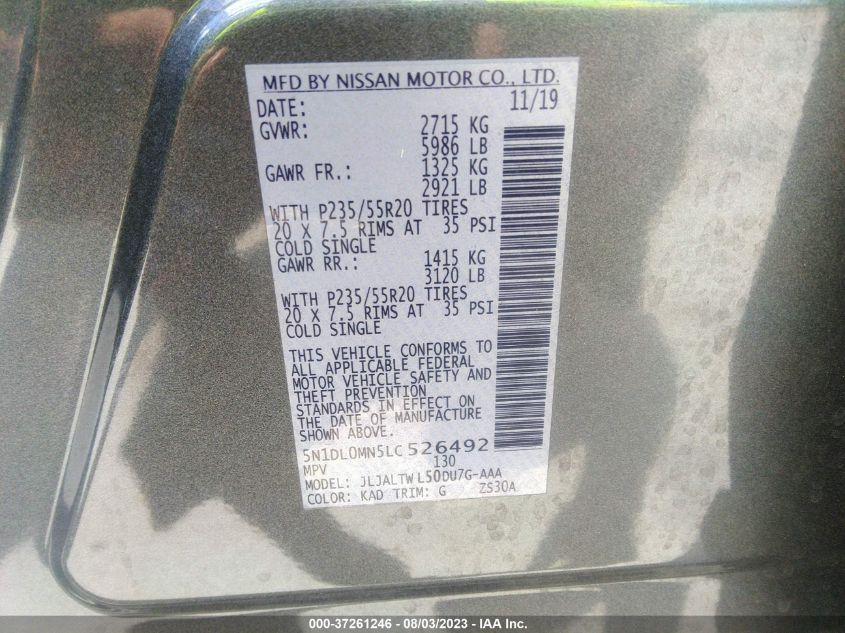 MFD BY NISSAN MOTOR CO., LTD.
DATE: 11/19
GVWR: 2715 KG
5986 LB
GAWR FR.: 1325 KG
2921 LB
WITH P235/55R20 TIRES
20 X 7.5 RIMS AT 35 PSI
COLD SINGLE
GAWR RR.: 1415 KG
3120 LB
WITH P235/55R20 TIRES
20 X 7.5 RIMS AT 35 PSI
COLD SINGLE
THIS VEHICLE CONFORMS TO
ALL APPLICABLE FEDERAL
MOTOR VEHICLE SAFETY AND
THEFT PREVENTION
STANDARDS IN EFFECT ON
THE DATE OF MANUFACTURE
SHOWN ABOVE.
5N1DL0MN5LC 526492
MPV 130
MODEL: JLJALTWL50DU7G-AAA
COLOR: KAD TRIM: G ZS30A
000-37261246 - 08/03/2023 - IAA Inc.